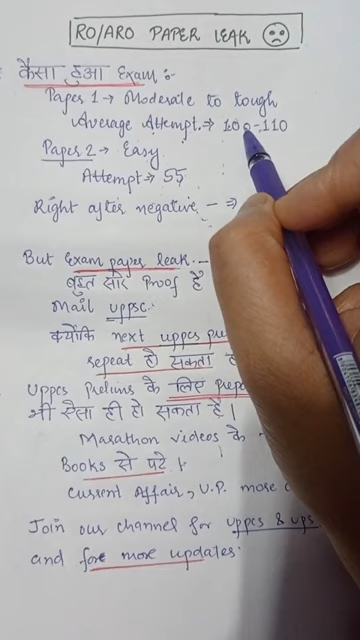 RO/ARO PAPER LEAK
कैसा हुआ Exam :-
Paper 1 → Moderate to tough
Average Attempt. ⇒ 100-110
Paper 2 → Easy
Attempt → 55
Right after negative - ⇒
But Exam paper leak -
बहुत सारे Proof हैं
Mail uppsc.
क्योंकि next uppcs pre
repeat हो सकता है
Uppcs Prelims के लिए prepa
भी ऐसा ही हो सकता है |
Marathon videos के -
Books से पढे |
Current Affair, U.P. more
Join our channel for uppcs & ups
and for more updates.